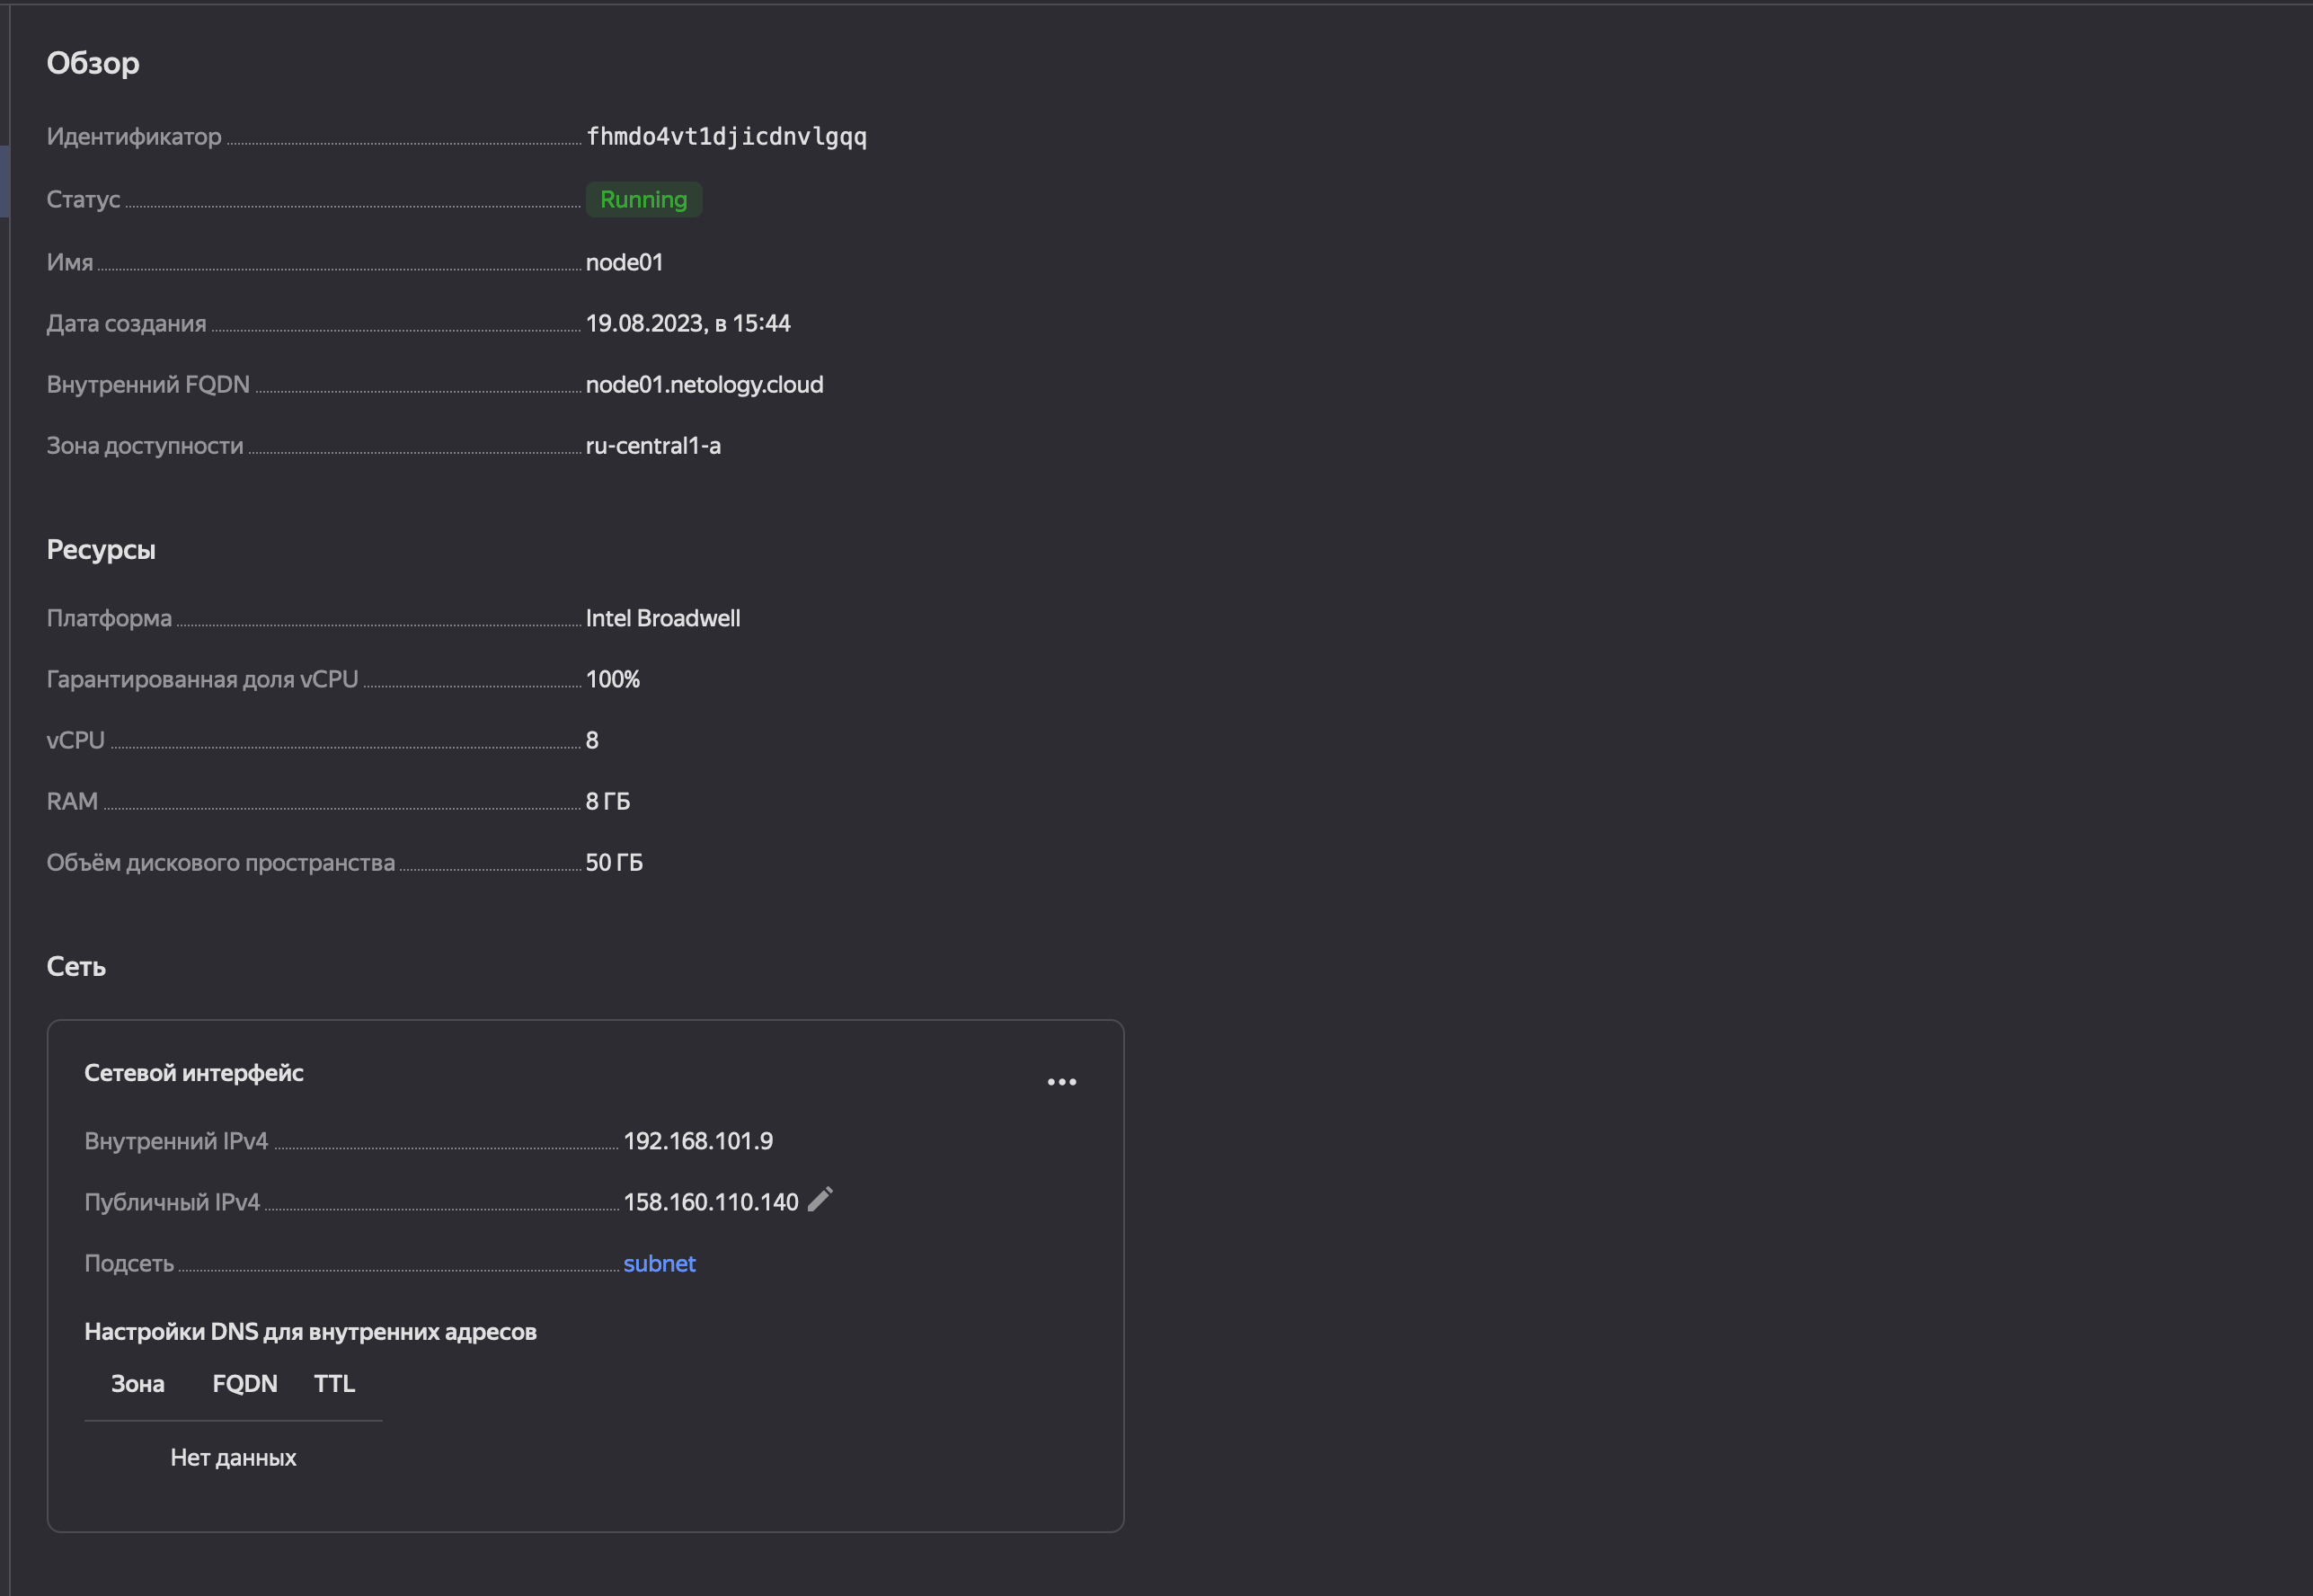 Обзор
Идентификатор fhmdo4vt1djicdnvlgqq
Статус Running
Имя node01
Дата создания 19.08.2023, в 15:44
Внутренний FQDN node01.netology.cloud
Зона доступности ru-central1-a
Ресурсы
Платформа Intel Broadwell
Гарантированная доля vCPU 100%
vCPU 8
RAM 8 ГБ
Объём дискового пространства 50 ГБ
Сеть
Сетевой интерфейс
Внутренний IPv4 192.168.101.9
Публичный IPv4 158.160.110.140
Подсеть subnet
Настройки DNS для внутренних адресов
Зона FQDN TTL
Нет данных